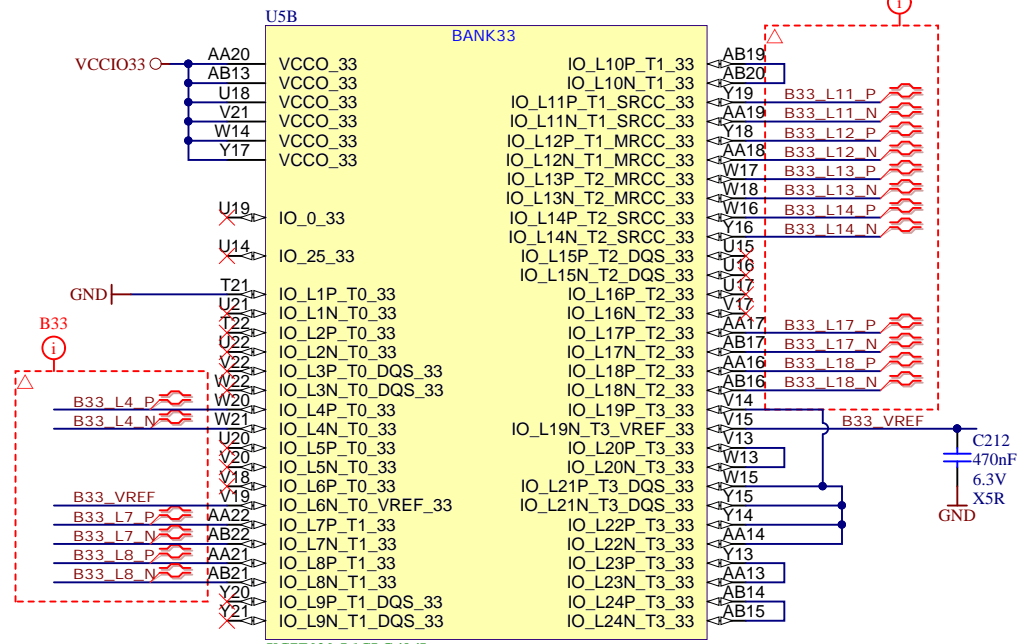 U5B
BANK33
VCCIO33
AA20 VCCO_33
AB13 VCCO_33
U18 VCCO_33
V21 VCCO_33
W14 VCCO_33
Y17 VCCO_33
U19 IO_0_33
U14 IO_25_33
GND T21 IO_L1P_T0_33
U21 IO_L1N_T0_33
T22 IO_L2P_T0_33
U22 IO_L2N_T0_33
V22 IO_L3P_T0_DQS_33
W22 IO_L3N_T0_DQS_33
B33
i
B33_L4_P W20 IO_L4P_T0_33
B33_L4_N W21 IO_L4N_T0_33
U20 IO_L5P_T0_33
V20 IO_L5N_T0_33
V18 IO_L6P_T0_33
B33_VREF V19 IO_L6N_T0_VREF_33
B33_L7_P AA22 IO_L7P_T1_33
B33_L7_N AB22 IO_L7N_T1_33
B33_L8_P AA21 IO_L8P_T1_33
B33_L8_N AB21 IO_L8N_T1_33
Y20 IO_L9P_T1_DQS_33
Y21 IO_L9N_T1_DQS_33
i
IO_L10P_T1_33 AB19
IO_L10N_T1_33 AB20
IO_L11P_T1_SRCC_33 Y19 B33_L11_P
IO_L11N_T1_SRCC_33 AA19 B33_L11_N
IO_L12P_T1_MRCC_33 Y18 B33_L12_P
IO_L12N_T1_MRCC_33 AA18 B33_L12_N
IO_L13P_T2_MRCC_33 W17 B33_L13_P
IO_L13N_T2_MRCC_33 W18 B33_L13_N
IO_L14P_T2_SRCC_33 W16 B33_L14_P
IO_L14N_T2_SRCC_33 Y16 B33_L14_N
IO_L15P_T2_DQS_33 U15
IO_L15N_T2_DQS_33 U16
IO_L16P_T2_33 U17
IO_L16N_T2_33 V17
IO_L17P_T2_33 AA17 B33_L17_P
IO_L17N_T2_33 AB17 B33_L17_N
IO_L18P_T2_33 AA16 B33_L18_P
IO_L18N_T2_33 AB16 B33_L18_N
IO_L19P_T3_33 V14
IO_L19N_T3_VREF_33 V15 B33_VREF
IO_L20P_T3_33 V13
IO_L20N_T3_33 W13
IO_L21P_T3_DQS_33 W15
IO_L21N_T3_DQS_33 Y15
IO_L22P_T3_33 Y14
IO_L22N_T3_33 AA14
IO_L23P_T3_33 Y13
IO_L23N_T3_33 AA13
IO_L24P_T3_33 AB14
IO_L24N_T3_33 AB15
C212
470nF
6.3V
X5R
GND